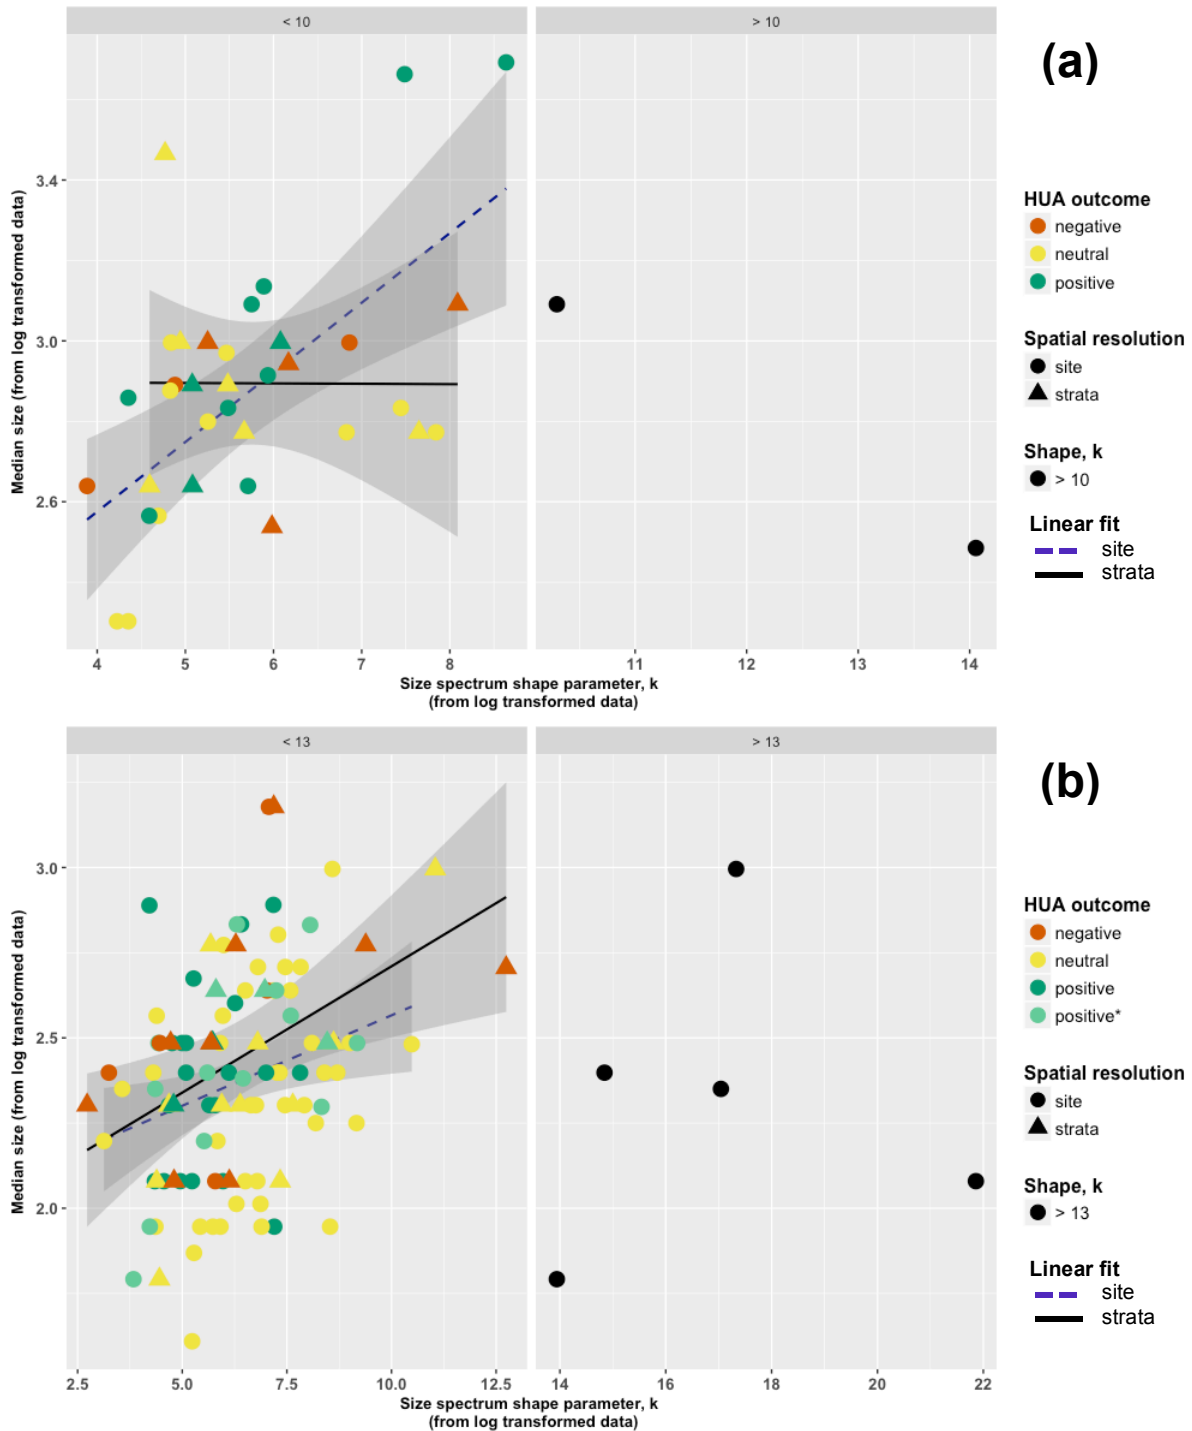 < 10
> 10
(a)
3.4
3.0
2.6
Median size (from log transformed data)
4 5 6 7 8
11 12 13 14
Size spectrum shape parameter, k
(from log transformed data)
HUA outcome
negative
neutral
positive
Spatial resolution
site
strata
Shape, k
> 10
Linear fit
site
strata
< 13
> 13
(b)
3.0
2.5
2.0
Median size (from log transformed data)
2.5 5.0 7.5 10.0 12.5
14 16 18 20 22
Size spectrum shape parameter, k
(from log transformed data)
HUA outcome
negative
neutral
positive
positive*
Spatial resolution
site
strata
Shape, k
> 13
Linear fit
site
strata